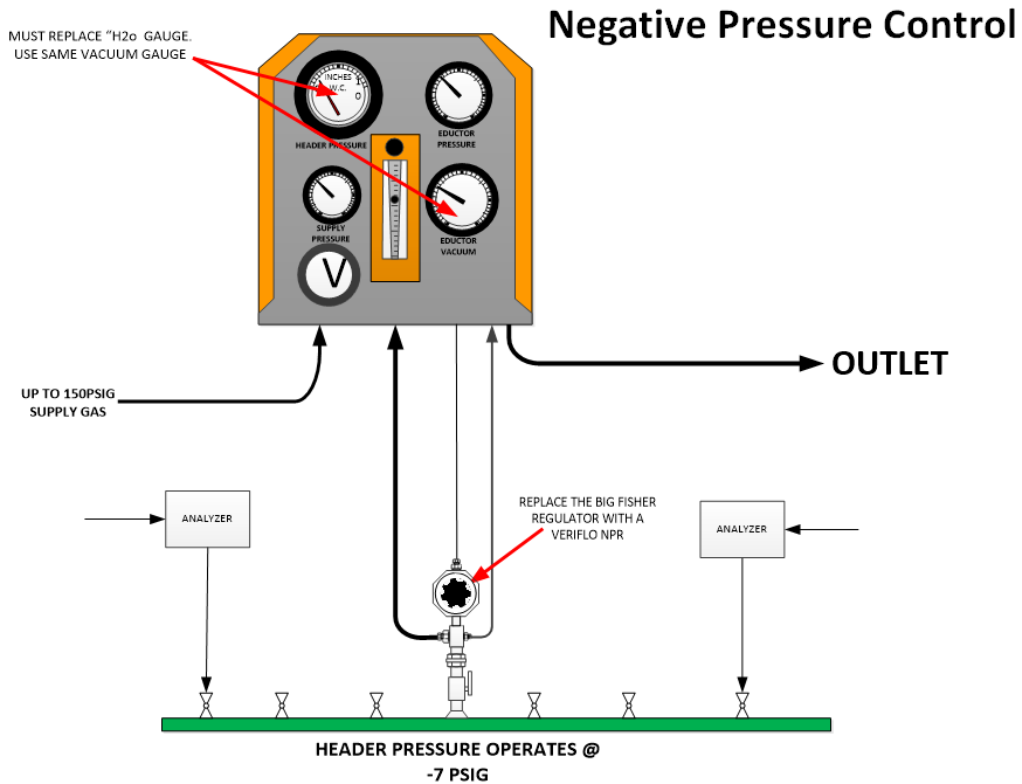 Negative Pressure Control
MUST REPLACE "H2o GAUGE.
USE SAME VACUUM GAUGE
INCHES
W.C.
1
0
HEADER PRESSURE
EDUCTOR
PRESSURE
SUPPLY
PRESSURE
EDUCTOR
VACUUM
V
OUTLET
UP TO 150PSIG
SUPPLY GAS
ANALYZER
REPLACE THE BIG FISHER
REGULATOR WITH A
VERIFLO NPR
ANALYZER
HEADER PRESSURE OPERATES @
-7 PSIG